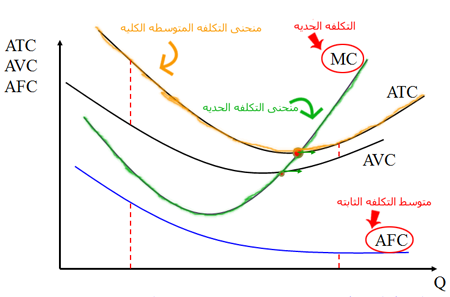 التكلفه الحديه
منحنى التكلفه المتوسطه الكليه
MC
ATC
AVC
AFC
ATC
منحنى التكلفه الحديه
AVC
متوسط التكلفه الثابته
AFC
Q